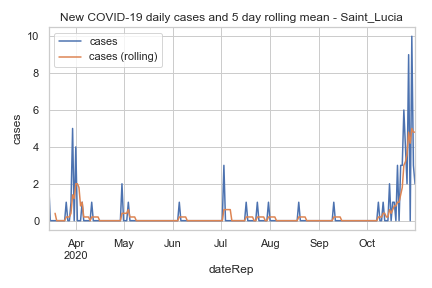 New COVID-19 daily cases and 5 day rolling mean - Saint_Lucia
cases
cases (rolling)
10
8
6
4
2
0
cases
Apr May Jun Jul Aug Sep Oct
2020
dateRep